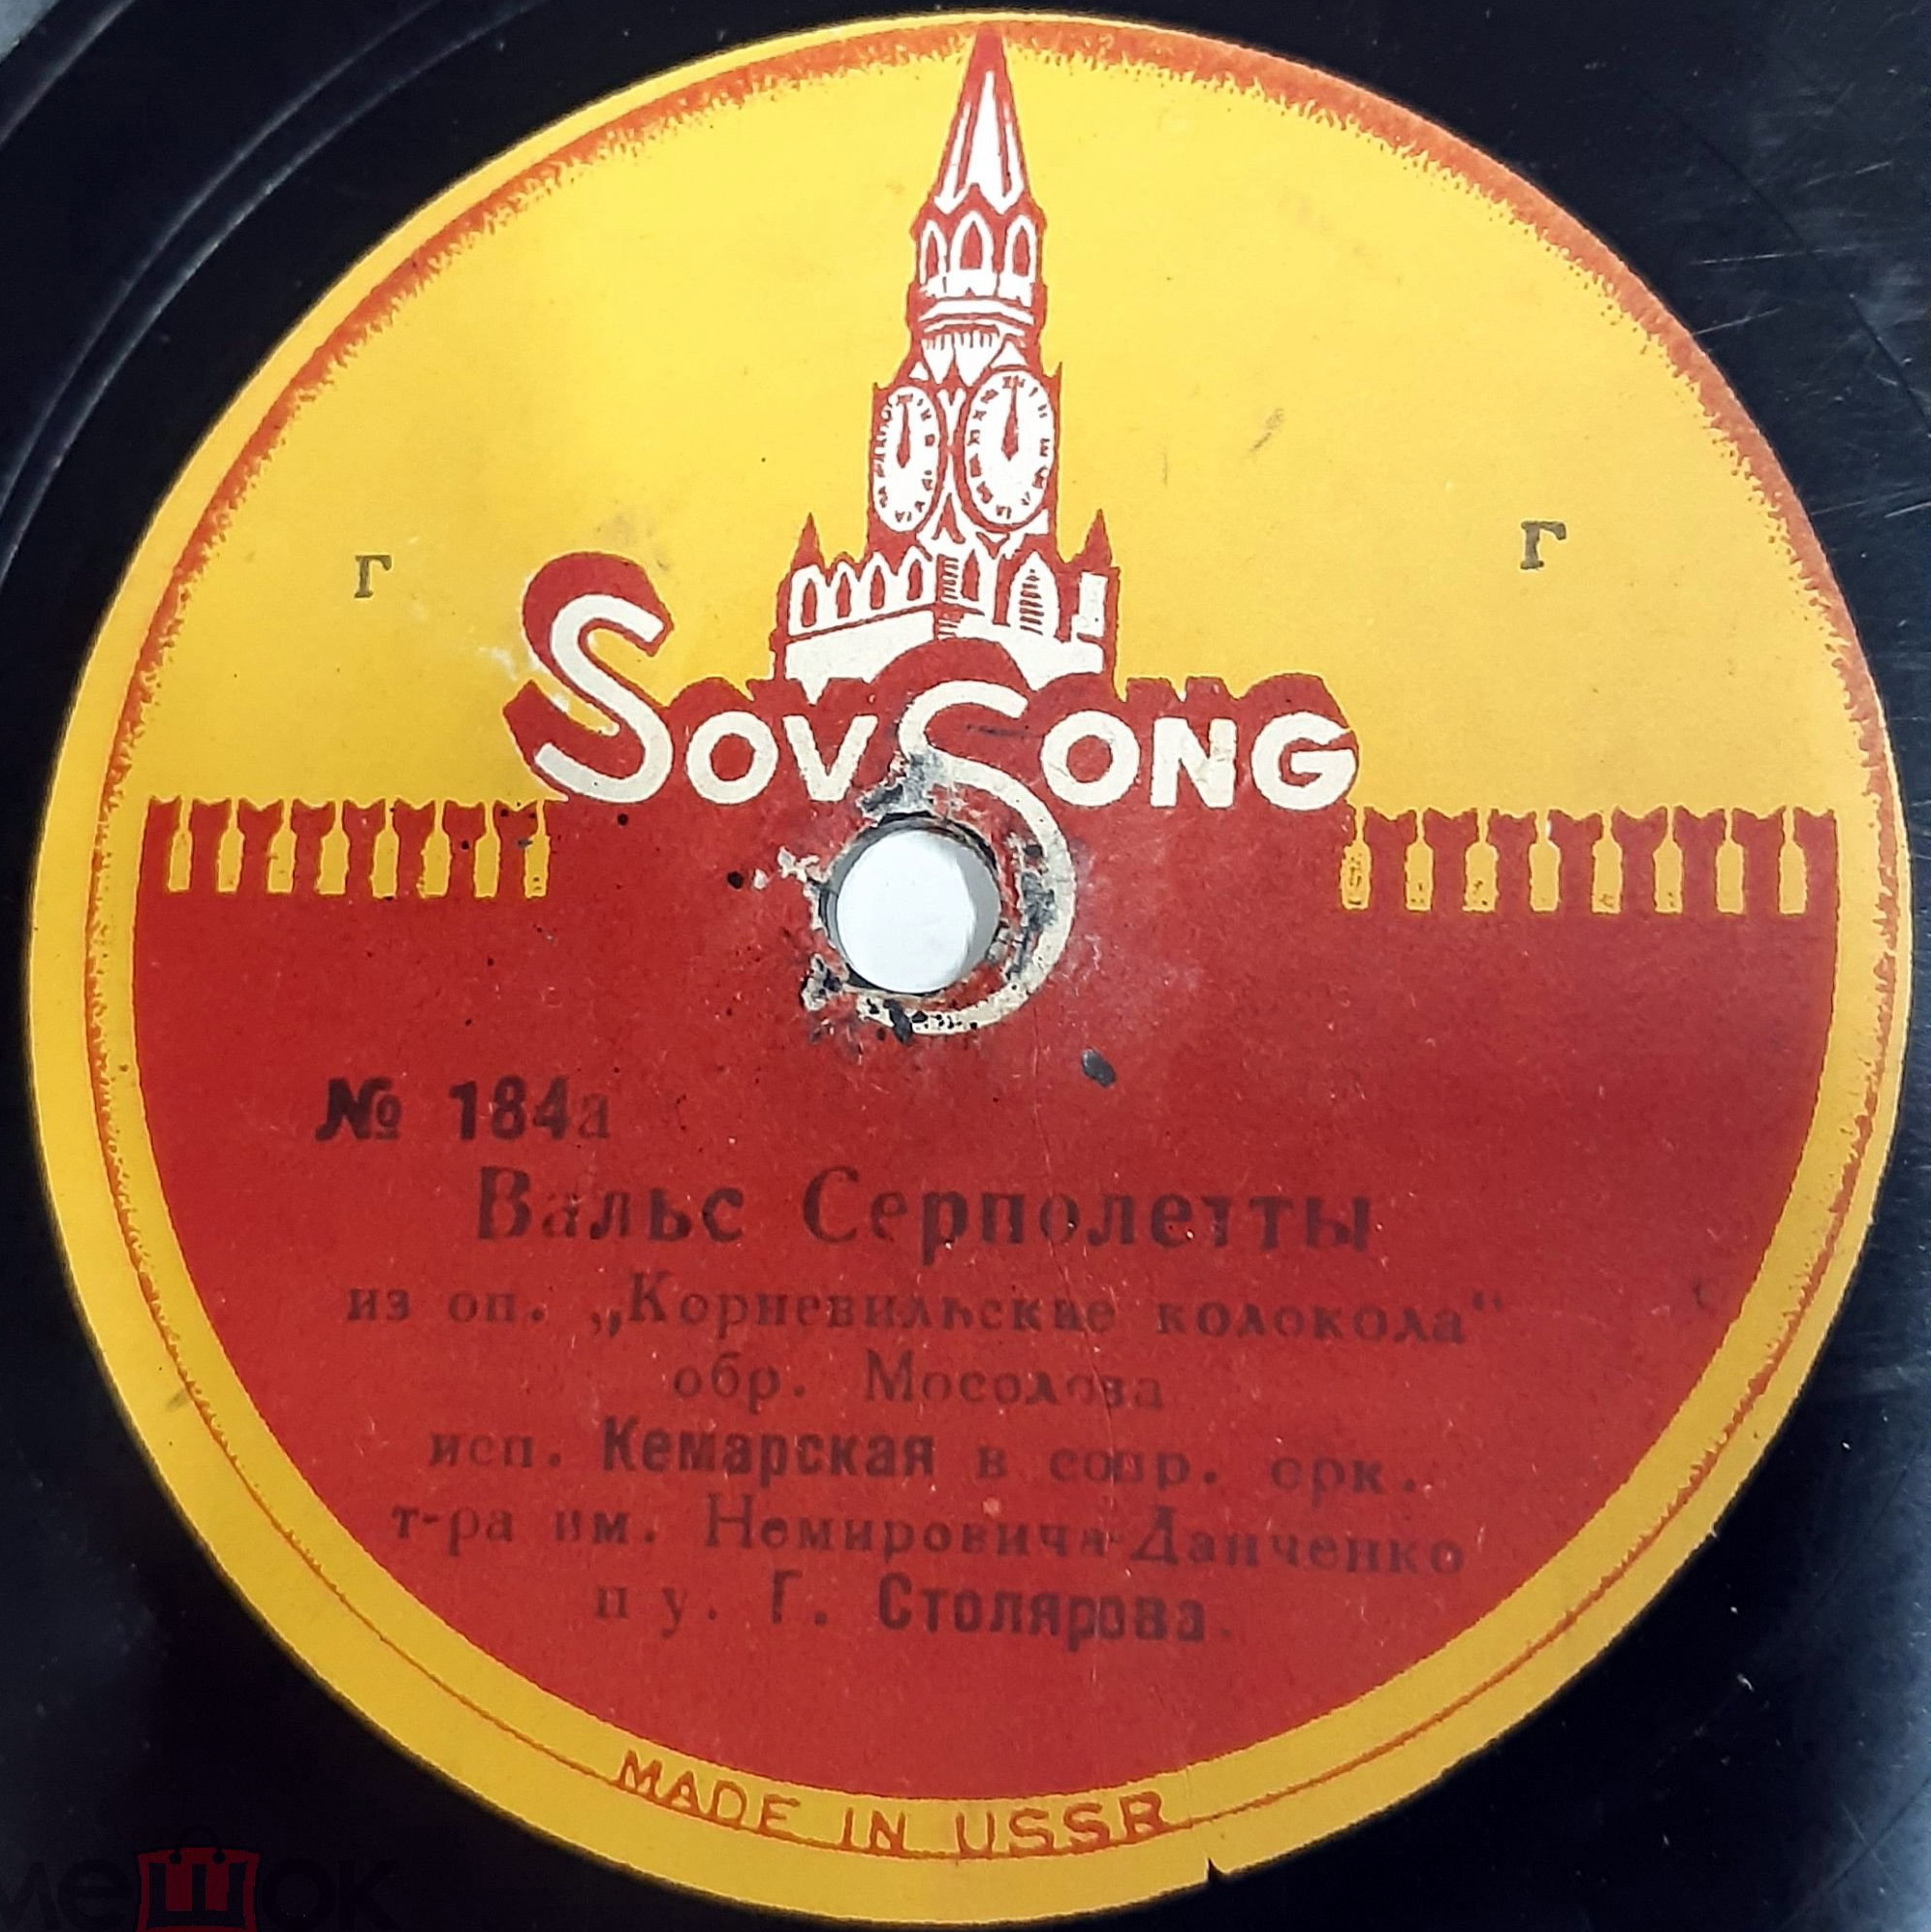 Г Г
SovSong
№ 184а
Вальс Серполетты
из оп. „Корневильские колокола“
обр. Мосолова
исп. Кемарская в сопр. орк.
т-ра им. Немировича-Данченко
п у. Г. Столярова
MADE IN USSR
мешок